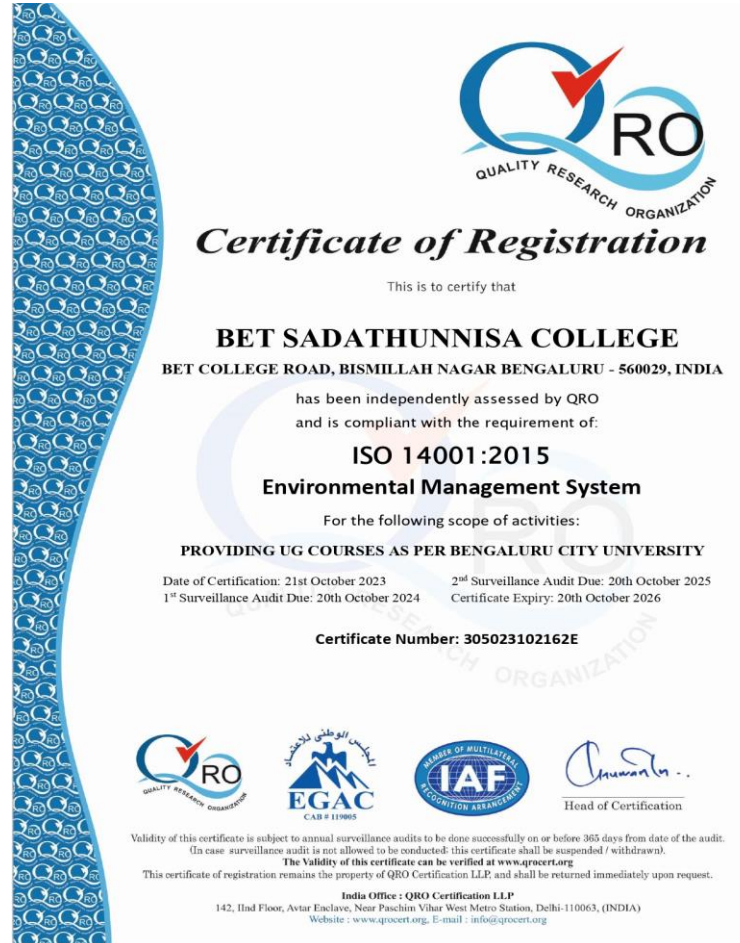 QRO
QUALITY RESEARCH ORGANIZATION
Certificate of Registration
This is to certify that
BET SADATHUNNISA COLLEGE
BET COLLEGE ROAD, BISMILLAH NAGAR BENGALURU - 560029, INDIA
has been independently assessed by QRO
and is compliant with the requirement of:
ISO 14001:2015
Environmental Management System
For the following scope of activities:
PROVIDING UG COURSES AS PER BENGALURU CITY UNIVERSITY
Date of Certification: 21st October 2023 2nd Surveillance Audit Due: 20th October 2025
1st Surveillance Audit Due: 20th October 2024 Certificate Expiry: 20th October 2026
Certificate Number: 305023102162E
QRO
QUALITY RESEARCH ORGANIZATION
المجلس الوطني للاعتماد
EGAC
CAB # 119005
MEMBER OF MULTILATERAL
IAF
RECOGNITION ARRANGEMENT
Head of Certification
Validity of this certificate is subject to annual surveillance audits to be done successfully on or before 365 days from date of the audit.
(In case surveillance audit is not allowed to be conducted: this certificate shall be suspended / withdrawn).
The Validity of this certificate can be verified at www.qrocert.org
This certificate of registration remains the property of QRO Certification LLP, and shall be returned immediately upon request.
India Office : QRO Certification LLP
142, IInd Floor, Avtar Enclave, Near Paschim Vihar West Metro Station, Delhi-110063, (INDIA)
Website : www.qrocert.org, E-mail : info@qrocert.org